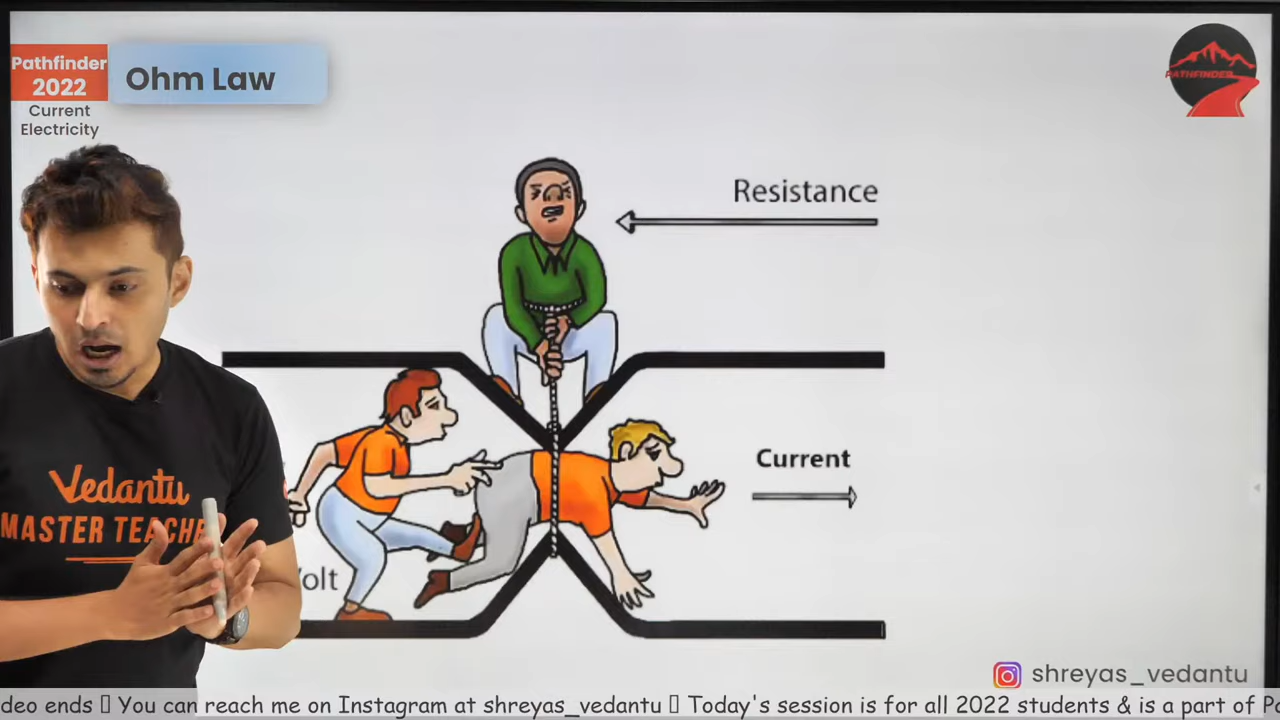 Pathfinder
2022
Current
Electricity
Ohm Law
PATHFINDER
Resistance
Current
Vedantu
MASTER TEACHE
Volt
shreyas_vedantu
deo ends ▯ You can reach me on Instagram at shreyas_vedantu ▯ Today's session is for all 2022 students & is a part of Pa